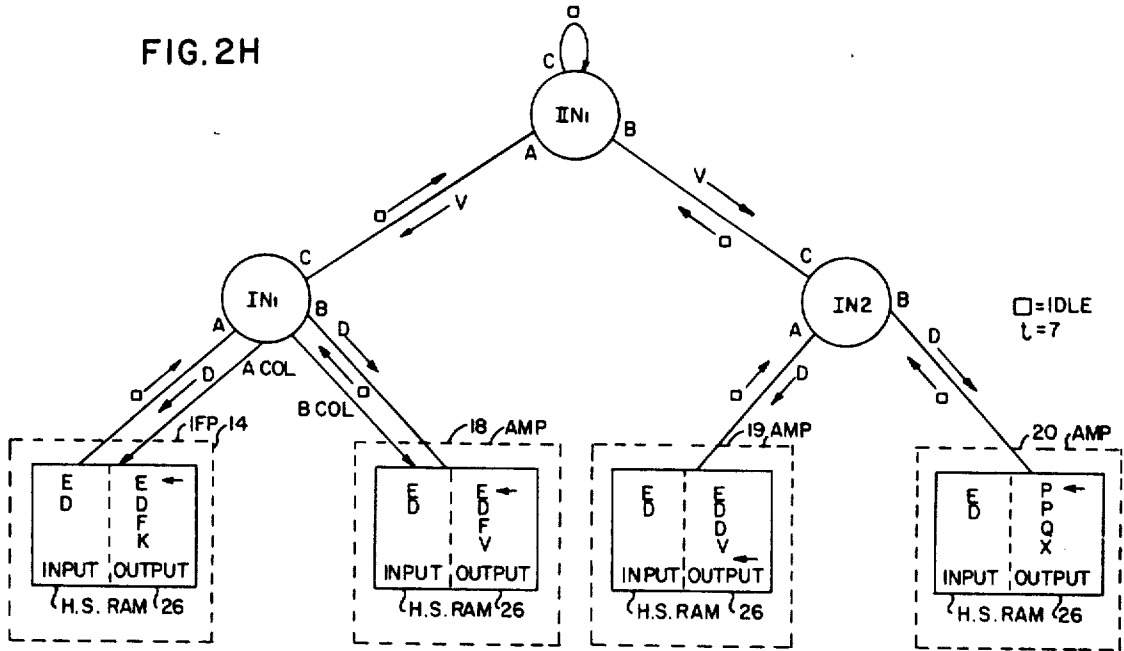 FIG. 2H
□
C
IIN1
A
B
□
V
V
□
C
IN1
A
B
C
IN2
A
B
□=IDLE
t=7
□
D
A COL
D
□
B COL
□
D
D
□
IFP 14
18 AMP
19 AMP
20 AMP
E
D
E
D
F
K
INPUT
OUTPUT
H.S. RAM 26
E
D
E
D
F
V
INPUT
OUTPUT
H.S. RAM 26
E
D
E
D
D
V
INPUT
OUTPUT
H.S. RAM 26
E
D
P
P
Q
X
INPUT
OUTPUT
H.S. RAM 26